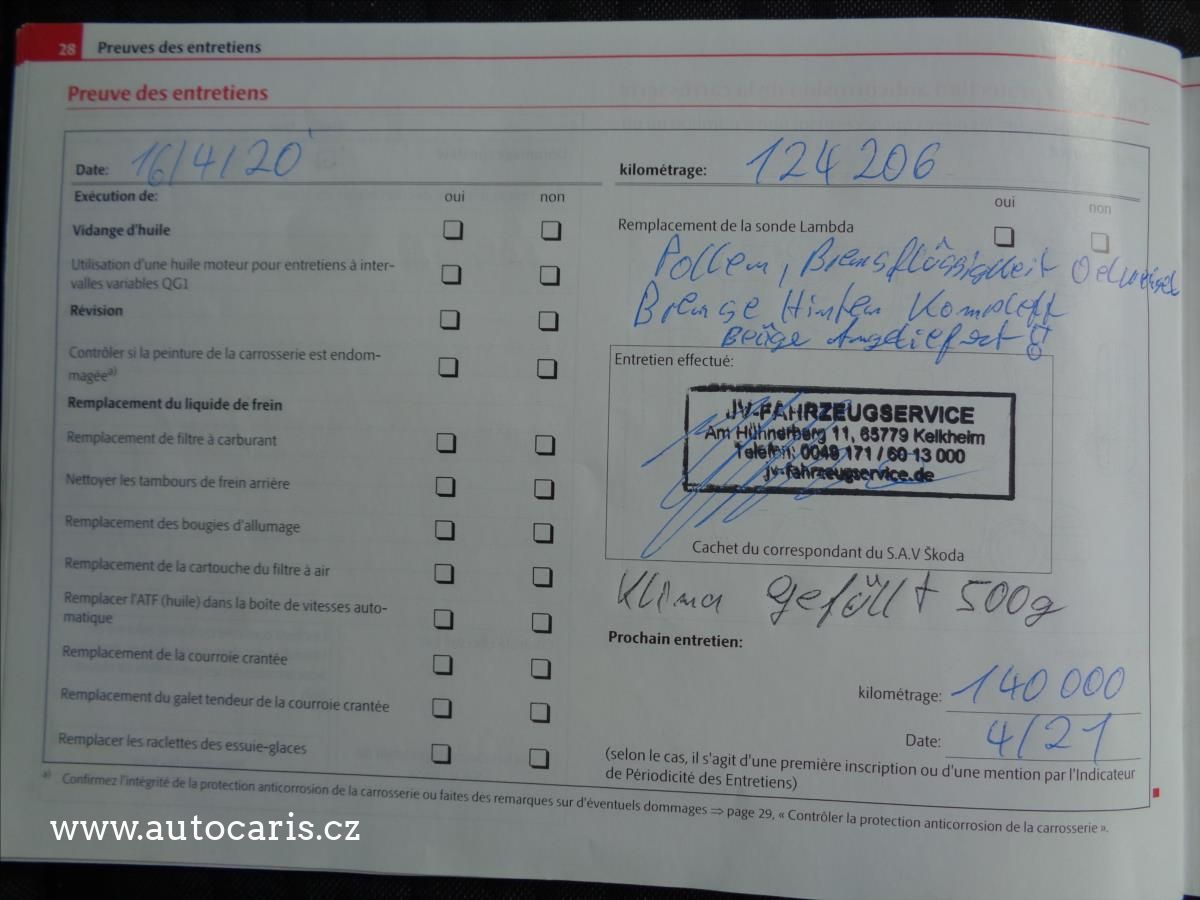 28 Preuves des entretiens
Preuve des entretiens
Date: 16/4/20
kilométrage: 124 206
Exécution de: oui non
Vidange d'huile
Utilisation d'une huile moteur pour entretiens à inter-
valles variables QG1
Révision
Contrôler si la peinture de la carrosserie est endom-
magée a)
Remplacement du liquide de frein
Remplacement de filtre à carburant
Nettoyer les tambours de frein arrière
Remplacement des bougies d'allumage
Remplacement de la cartouche du filtre à air
Remplacer l'ATF (huile) dans la boîte de vitesses auto-
matique
Remplacement de la courroie crantée
Remplacement du galet tendeur de la courroie crantée
Remplacer les raclettes des essuie-glaces
oui non
Remplacement de la sonde Lambda
Pollen, Bremsflüssigkeit
Bremse Hinten Komplett
Entretien effectué:
JV-FAHRZEUGSERVICE
Am Hühnerberg 11, 65779 Kelkheim
Telefon: 0049 171 / 60 13 000
jv-fahrzeugservice.de
Cachet du correspondant du S.A.V Škoda
Klima gefüllt 500g
Prochain entretien:
kilométrage: 140 000
Date: 4/21
(selon le cas, il s'agit d'une première inscription ou d'une mention par l'Indicateur
de Périodicité des Entretiens)
a) Confirmez l'intégrité de la protection anticorrosion de la carrosserie ou faites des remarques sur d'éventuels dommages ⇒ page 29, « Contrôler la protection anticorrosion de la carrosserie ».
www.autocaris.cz